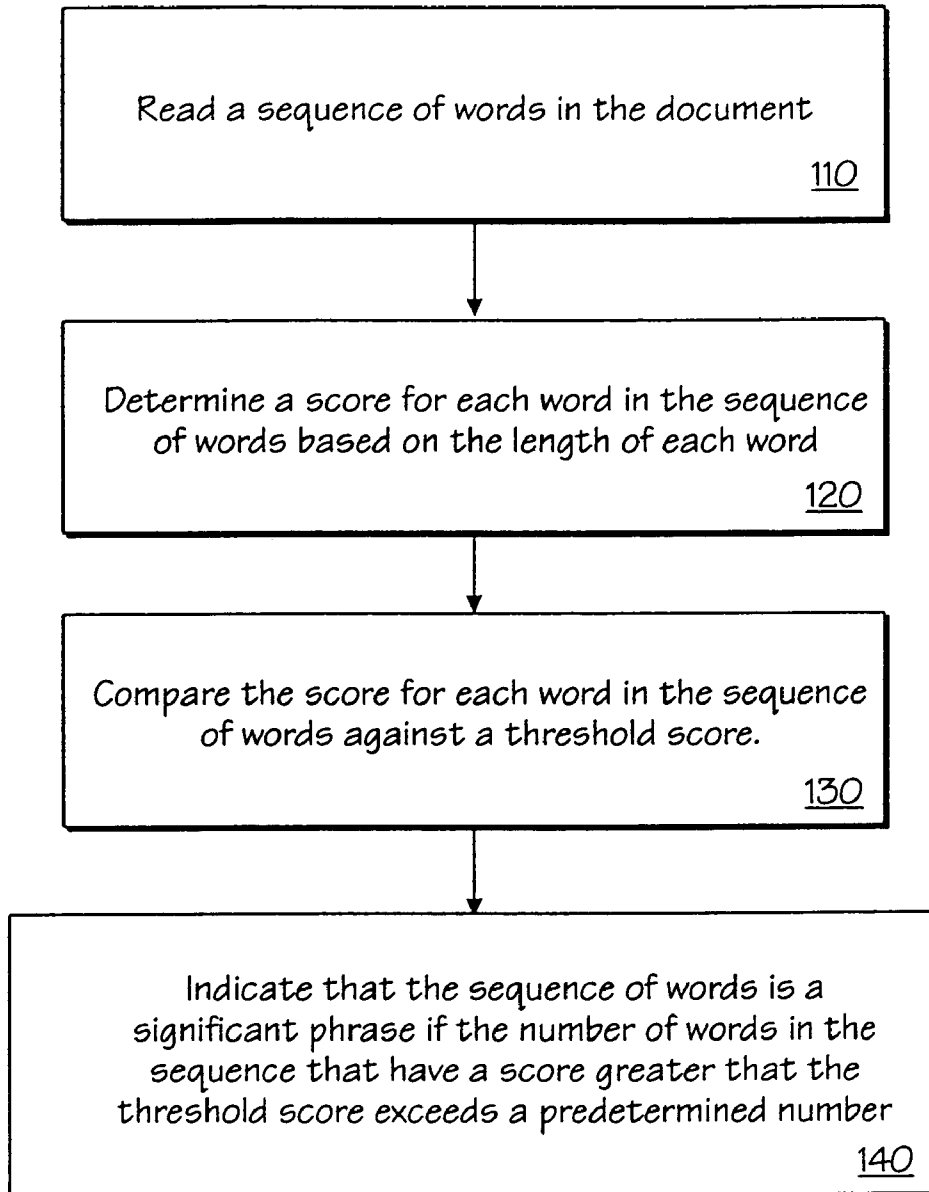 Read a sequence of words in the document
110
Determine a score for each word in the sequence
of words based on the length of each word
120
Compare the score for each word in the sequence
of words against a threshold score.
130
Indicate that the sequence of words is a
significant phrase if the number of words in the
sequence that have a score greater that the
threshold score exceeds a predetermined number
140